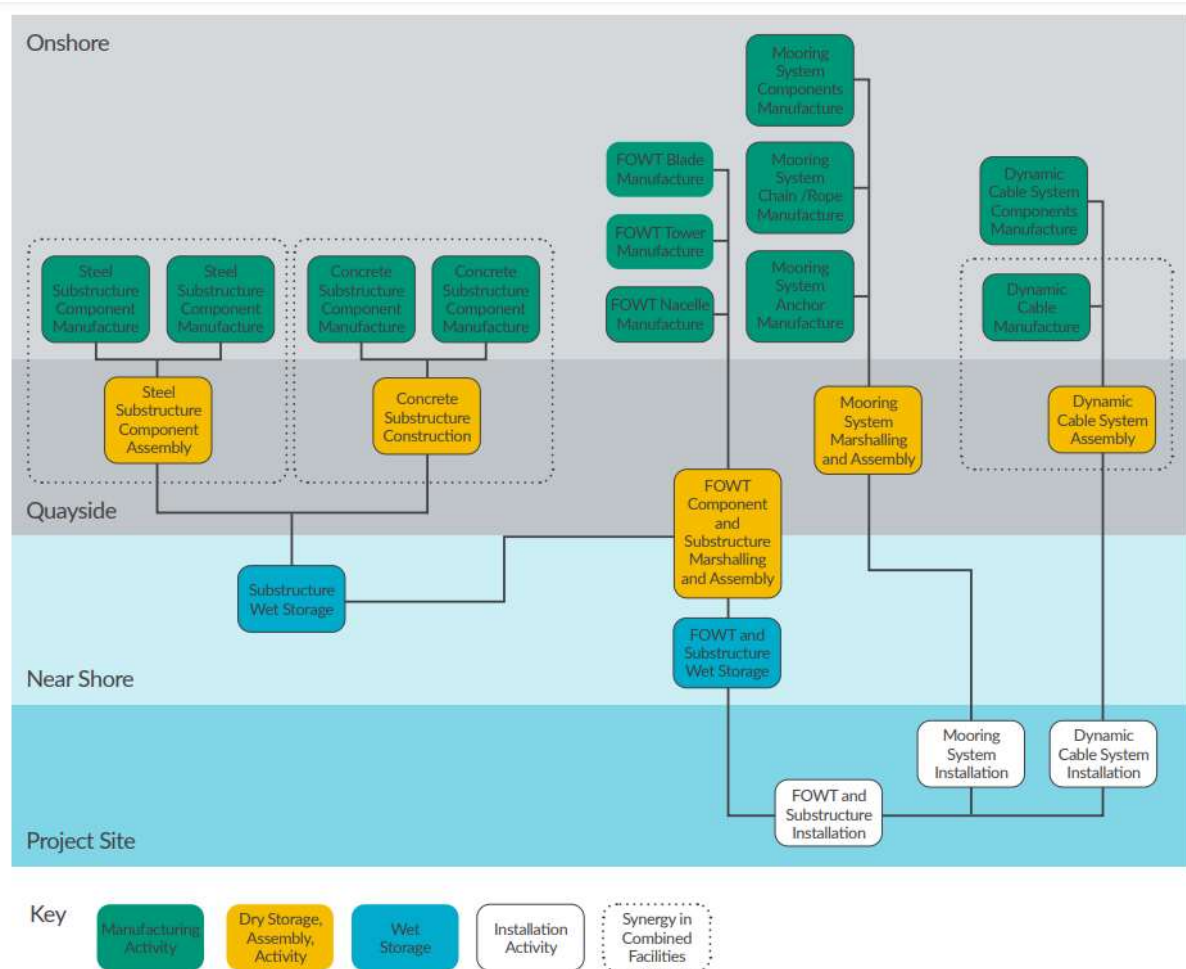 Onshore
Mooring
System
Components
Manufacture
FOWT Blade
Manufacture
Mooring
System
Chain /Rope
Manufacture
Dynamic
Cable System
Components
Manufacture
FOWT Tower
Manufacture
Steel
Substructure
Component
Manufacture
Steel
Substructure
Component
Manufacture
Concrete
Substructure
Component
Manufacture
Concrete
Substructure
Component
Manufacture
FOWT Nacelle
Manufacture
Mooring
System
Anchor
Manufacture
Dynamic
Cable
Manufacture
Steel
Substructure
Component
Assembly
Concrete
Substructure
Construction
Mooring
System
Marshalling
and Assembly
Dynamic
Cable System
Assembly
FOWT
Component
and
Substructure
Marshalling
and Assembly
Quayside
Substructure
Wet Storage
FOWT and
Substructure
Wet Storage
Near Shore
Mooring
System
Installation
Dynamic
Cable System
Installation
FOWT and
Substructure
Installation
Project Site
Key
Manufacturing
Activity
Dry Storage,
Assembly,
Activity
Wet
Storage
Installation
Activity
Synergy in
Combined
Facilities